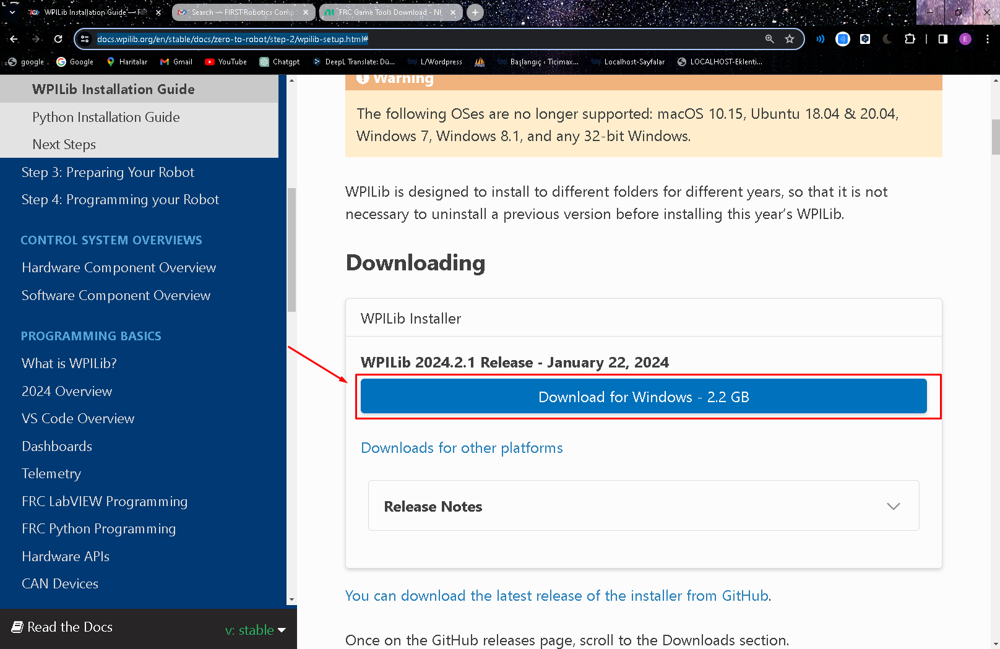 WPILib Installation Guide — FIR
Search — FIRST Robotics Comp
FRC Game Tools Download - NI
docs.wpilib.org/en/stable/docs/zero-to-robot/step-2/wpilib-setup.html#
E
google
Google
Haritalar
Gmail
YouTube
Chatgpt
DeepL Translate: Dü...
L/Wordpress
Başlangıç ‹ Ticimax...
Localhost-Sayfalar
LOCALHOST-Eklenti...
WPILib Installation Guide
Python Installation Guide
Next Steps
Step 3: Preparing Your Robot
Step 4: Programming your Robot
CONTROL SYSTEM OVERVIEWS
Hardware Component Overview
Software Component Overview
PROGRAMMING BASICS
What is WPILib?
2024 Overview
VS Code Overview
Dashboards
Telemetry
FRC LabVIEW Programming
FRC Python Programming
Hardware APIs
CAN Devices
Read the Docs
v: stable
Warning
The following OSes are no longer supported: macOS 10.15, Ubuntu 18.04 & 20.04,
Windows 7, Windows 8.1, and any 32-bit Windows.
WPILib is designed to install to different folders for different years, so that it is not
necessary to uninstall a previous version before installing this year’s WPILib.
Downloading
WPILib Installer
WPILib 2024.2.1 Release - January 22, 2024
Download for Windows - 2.2 GB
Downloads for other platforms
Release Notes
You can download the latest release of the installer from GitHub.
Once on the GitHub releases page, scroll to the Downloads section.